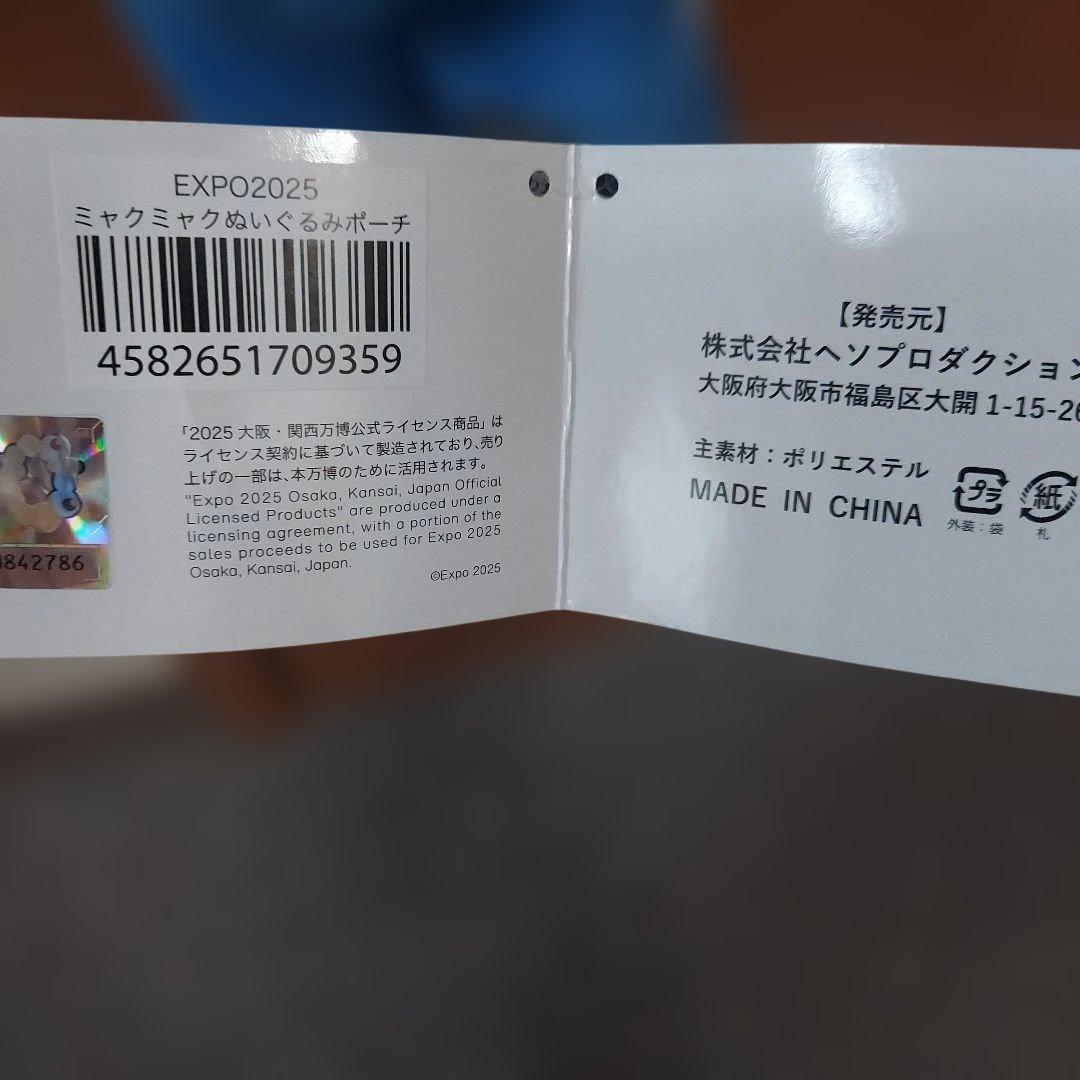 EXPO2025
ミャクミャクぬいぐるみポーチ
4582651709359
「2025 大阪・関西万博公式ライセンス商品」は
ライセンス契約に基づいて製造されており、売り
上げの一部は、本万博のために活用されます。
"Expo 2025 Osaka, Kansai, Japan Official
Licensed Products" are produced under a
licensing agreement, with a portion of the
sales proceeds to be used for Expo 2025
Osaka, Kansai, Japan.
©Expo 2025
842786
【発売元】
株式会社ヘソプロダクション
大阪府大阪市福島区大開 1-15-26
主素材：ポリエステル
MADE IN CHINA
プラ
外装：袋
紙
札